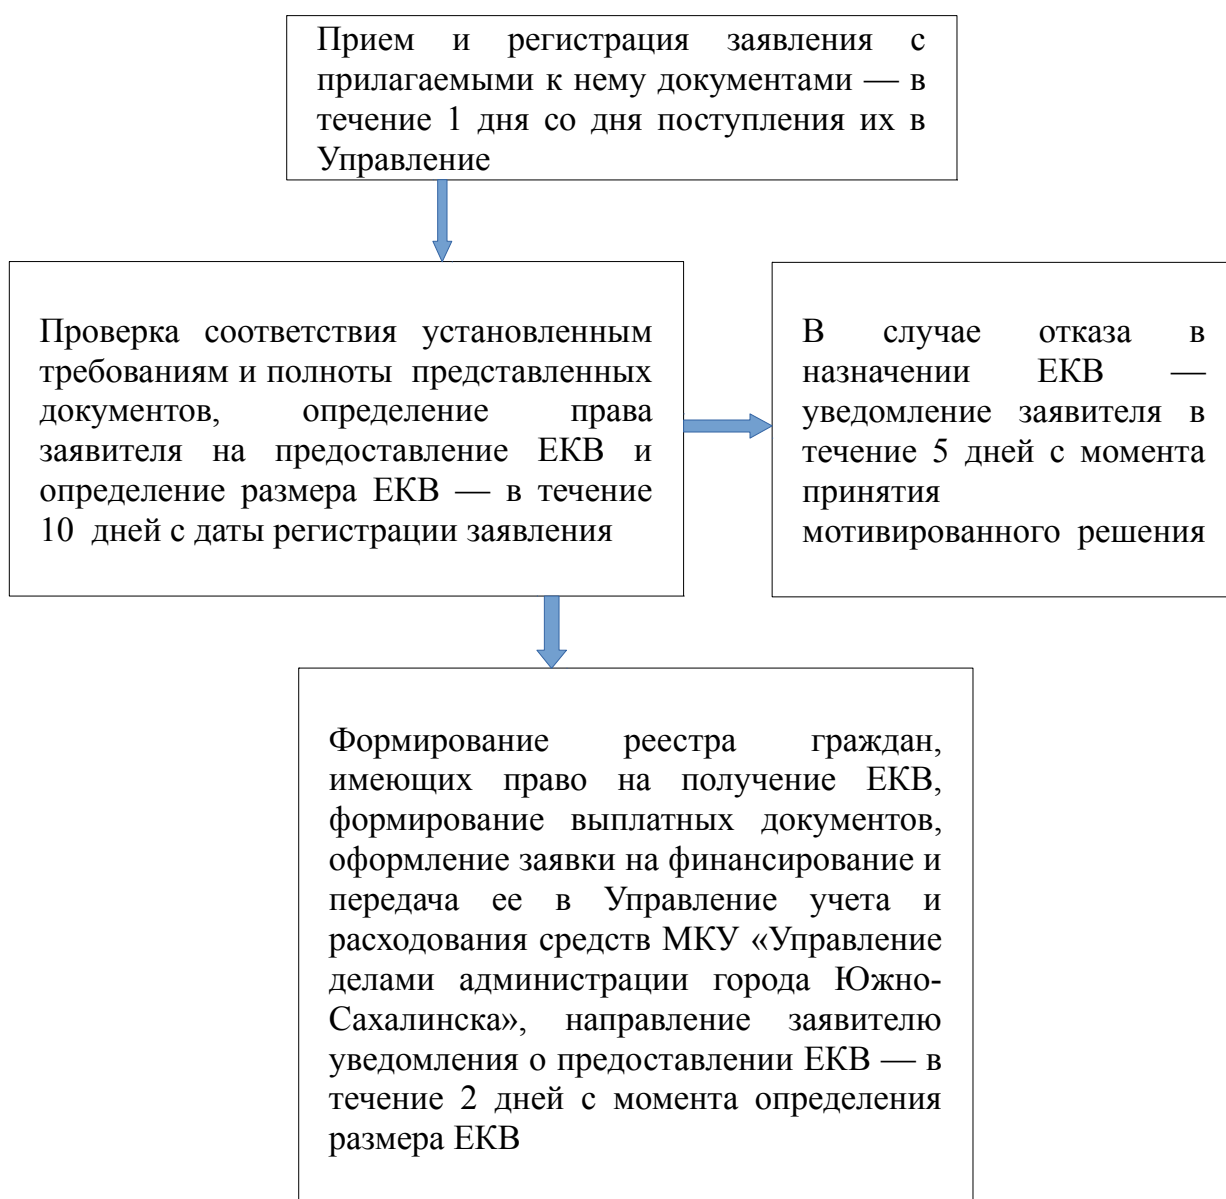 Прием и регистрация заявления с
прилагаемыми к нему документами — в
течение 1 дня со дня поступления их в
Управление
Проверка соответствия установленным
требованиям и полноты представленных
документов, определение права
заявителя на предоставление ЕКВ и
определение размера ЕКВ — в течение
10 дней с даты регистрации заявления
В случае отказа в
назначении ЕКВ —
уведомление заявителя в
течение 5 дней с момента
принятия
мотивированного решения
Формирование реестра граждан,
имеющих право на получение ЕКВ,
формирование выплатных документов,
оформление заявки на финансирование и
передача ее в Управление учета и
расходования средств МКУ «Управление
делами администрации города Южно-
Сахалинска», направление заявителю
уведомления о предоставлении ЕКВ — в
течение 2 дней с момента определения
размера ЕКВ